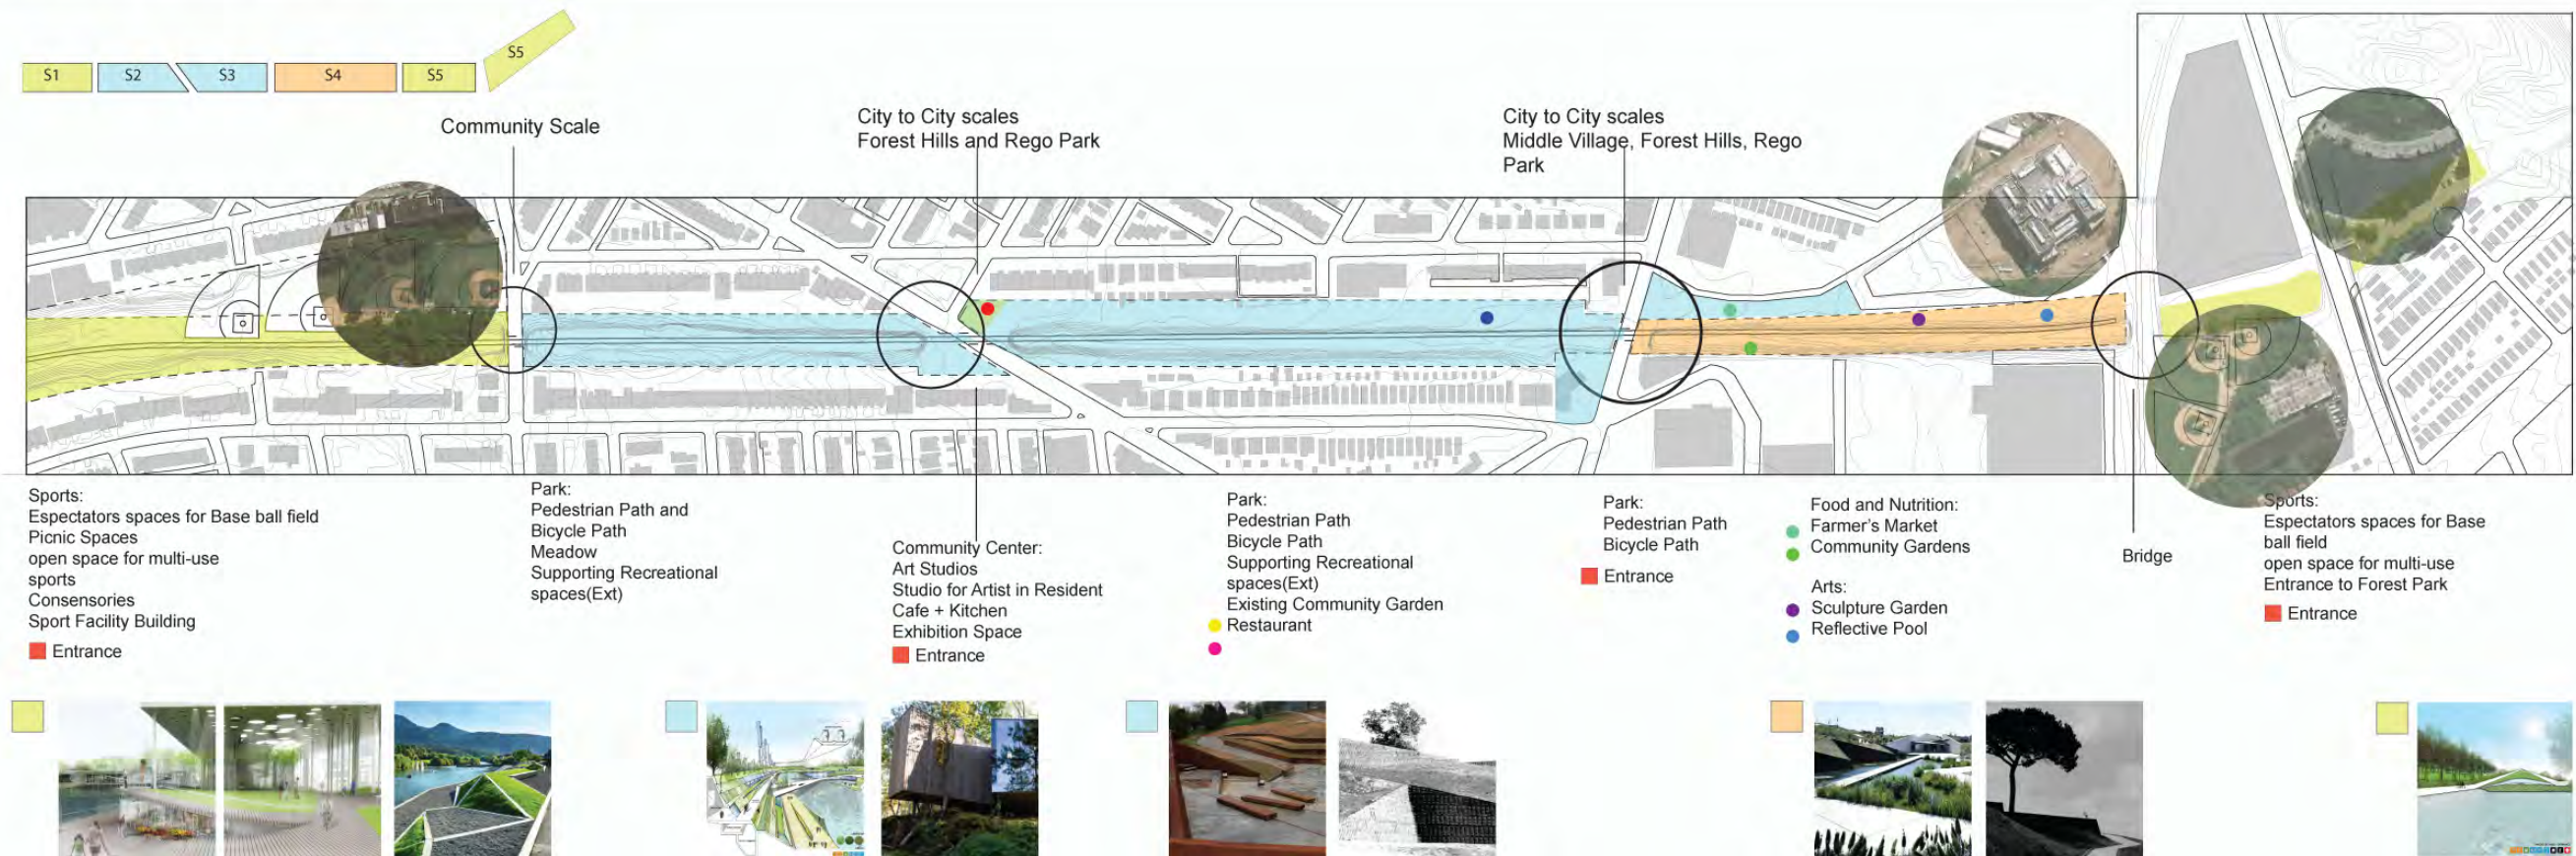 S1
S2
S3
S4
S5
S5
Community Scale
City to City scales
Forest Hills and Rego Park
City to City scales
Middle Village, Forest Hills, Rego
Park
Sports:
Espectators spaces for Base ball field
Picnic Spaces
open space for multi-use
sports
Consensories
Sport Facility Building
Entrance
Park:
Pedestrian Path and
Bicycle Path
Meadow
Supporting Recreational
spaces(Ext)
Community Center:
Art Studios
Studio for Artist in Resident
Cafe + Kitchen
Exhibition Space
Entrance
Park:
Pedestrian Path
Bicycle Path
Supporting Recreational
spaces(Ext)
Existing Community Garden
Restaurant
Park:
Pedestrian Path
Bicycle Path
Entrance
Food and Nutrition:
Farmer's Market
Community Gardens
Arts:
Sculpture Garden
Reflective Pool
Bridge
Sports:
Espectators spaces for Base
ball field
open space for multi-use
Entrance to Forest Park
Entrance